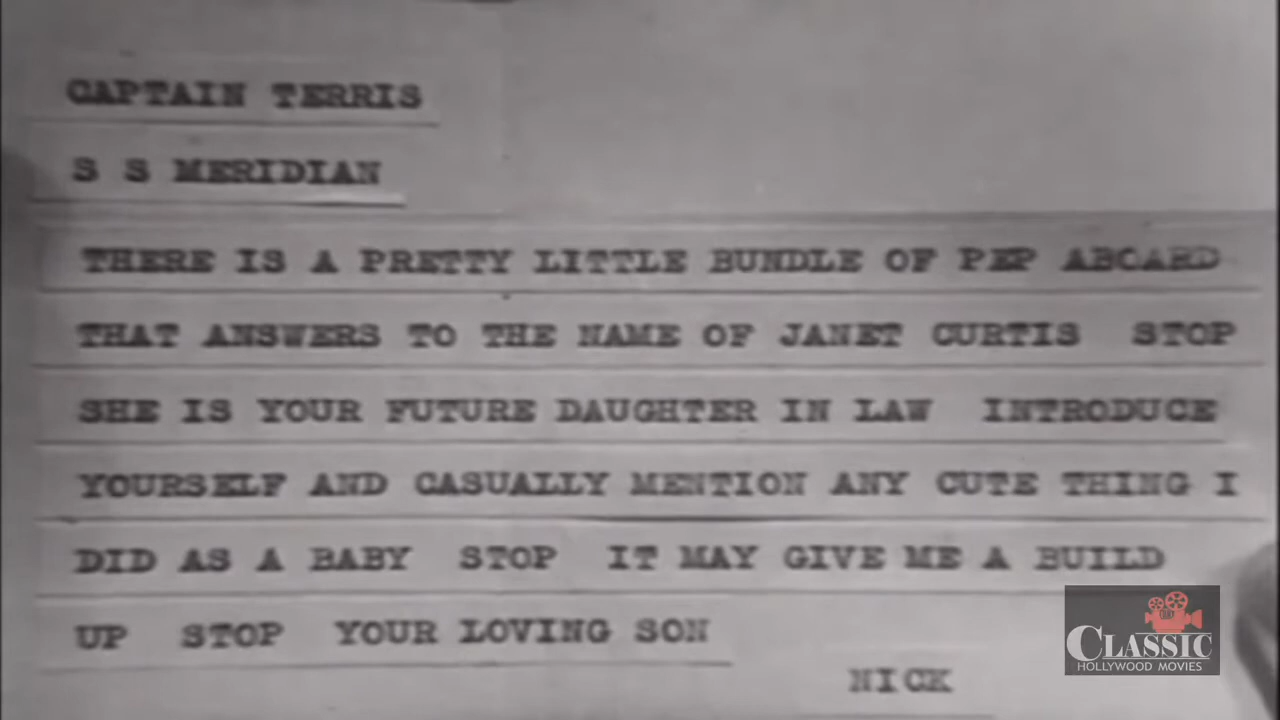 CAPTAIN TERRIS
S S MERIDIAN
THERE IS A PRETTY LITTLE BUNDLE OF PEP ABOARD
THAT ANSWERS TO THE NAME OF JANET CURTIS STOP
SHE IS YOUR FUTURE DAUGHTER IN LAW INTRODUCE
YOURSELF AND CASUALLY MENTION ANY CUTE THING I
DID AS A BABY STOP IT MAY GIVE ME A BUILD
UP STOP YOUR LOVING SON
NICK
CLASSIC
HOLLYWOOD MOVIES